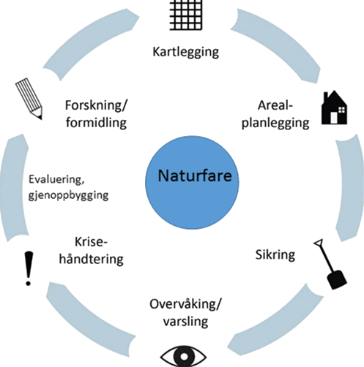 Kartlegging
Areal-
planlegging
Sikring
Overvåking/
varsling
Krise-
håndtering
Evaluering,
gjenoppbygging
Forskning/
formidling
Naturfare